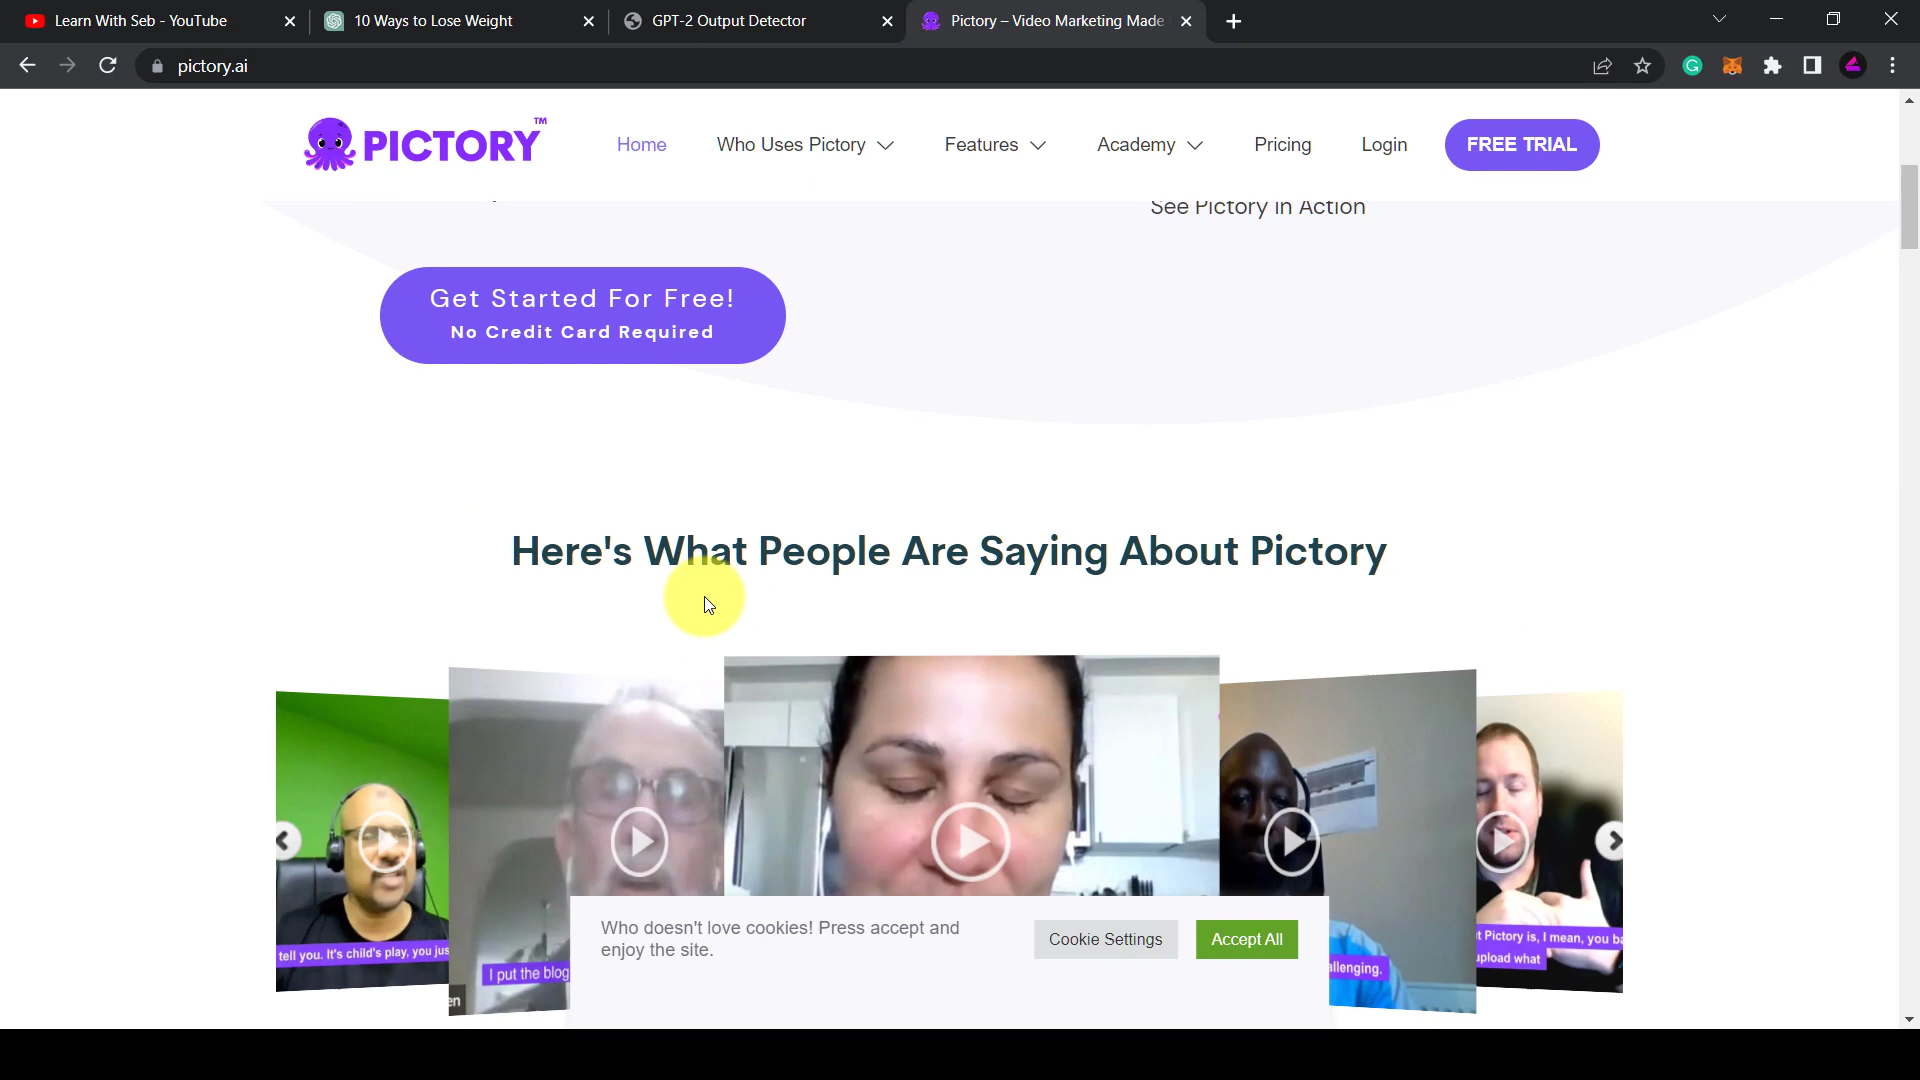 Learn With Seb - YouTube
10 Ways to Lose Weight
GPT-2 Output Detector
Pictory – Video Marketing Made
pictory.ai
PICTORY™
Home
Who Uses Pictory
Features
Academy
Pricing
Login
FREE TRIAL
See Pictory in Action
Get Started For Free!
No Credit Card Required
Here's What People Are Saying About Pictory
tell you. It's child's play, you jus
I put the blog
en
allenging.
t Pictory is, I mean, you ba
upload what
Who doesn't love cookies! Press accept and
enjoy the site.
Cookie Settings
Accept All